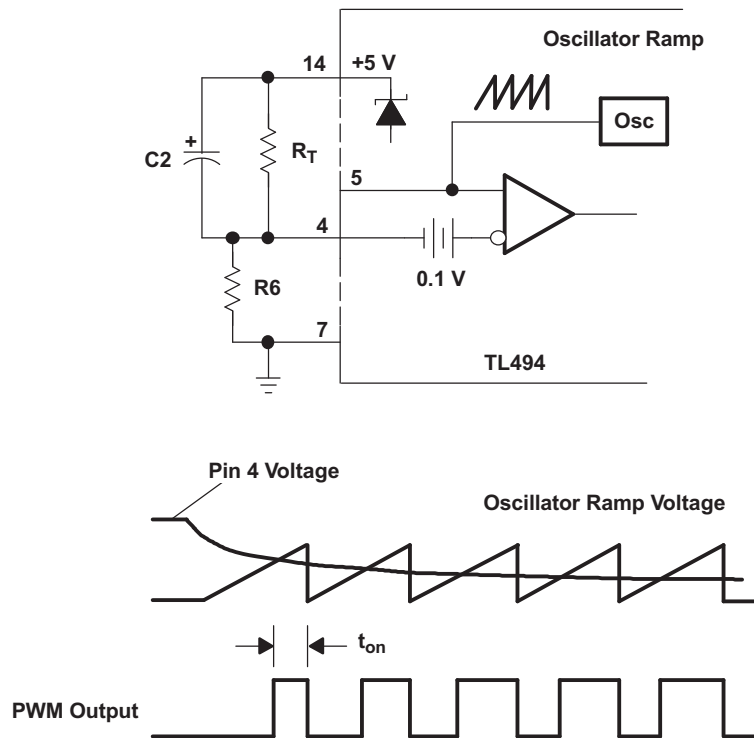 Oscillator Ramp
14
+5 V
Osc
C2
+
R_T
5
4
0.1 V
R6
7
TL494
Pin 4 Voltage
Oscillator Ramp Voltage
t_on
PWM Output